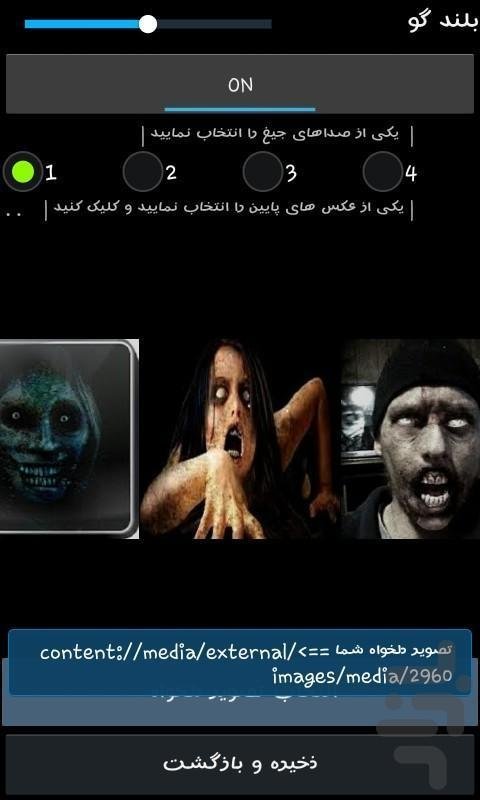 بلند گو
ON
یکی از صداهای جیغ را انتخاب نمایید
1 2 3 4
یکی از عکس های پایین را انتخاب نمایید و کلیک کنید
..
تصویر دلخواه شما ==>content://media/external/
images/media/2960
ذخیره و بازگشت